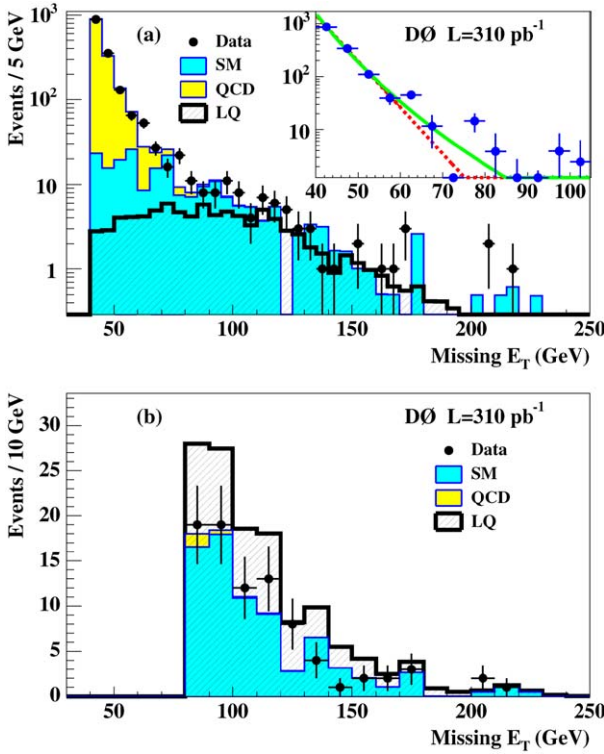 (a)
Data
SM
QCD
LQ
DØ L=310 pb⁻¹
10³
10²
10
1
40 50 60 70 80 90 100
Events / 5 GeV
10³
10²
10
1
50 100 150 200 250
Missing E_T (GeV)
(b)
DØ L=310 pb⁻¹
Data
SM
QCD
LQ
Events / 10 GeV
30
25
20
15
10
5
0
50 100 150 200 250
Missing E_T (GeV)